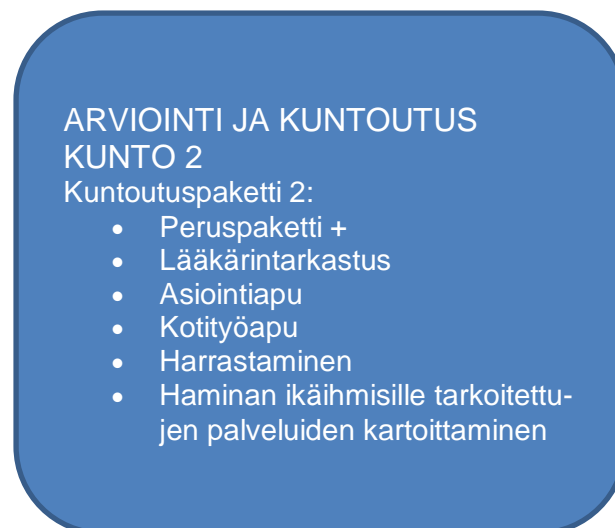 ARVIOINTI JA KUNTOUTUS
KUNTO 2
Kuntoutuspaketti 2:
• Peruspaketti +
• Lääkärintarkastus
• Asiointiapu
• Kotityöapu
• Harrastaminen
• Haminan ikäihmisille tarkoitettu-
jen palveluiden kartoittaminen